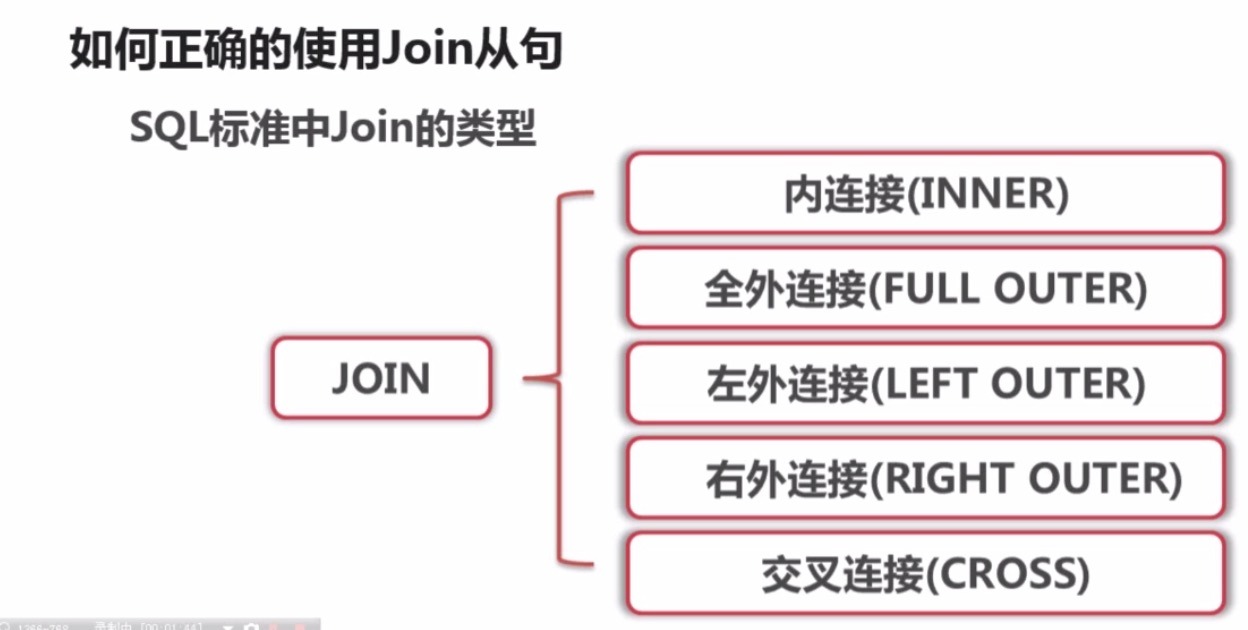 如何正确的使用Join从句
SQL标准中Join的类型
内连接(INNER)
全外连接(FULL OUTER)
JOIN
左外连接(LEFT OUTER)
右外连接(RIGHT OUTER)
交叉连接(CROSS)
录制中 [00:01:44]